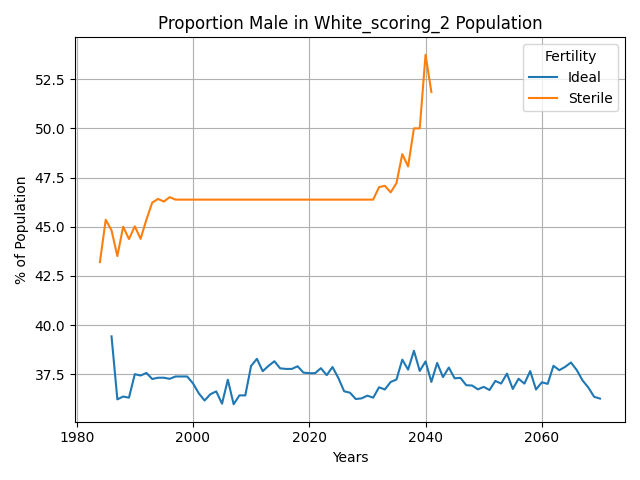 Proportion Male in White_scoring_2 Population
Fertility
Ideal
Sterile
% of Population
52.5
50.0
47.5
45.0
42.5
40.0
37.5
1980
2000
2020
2040
2060
Years